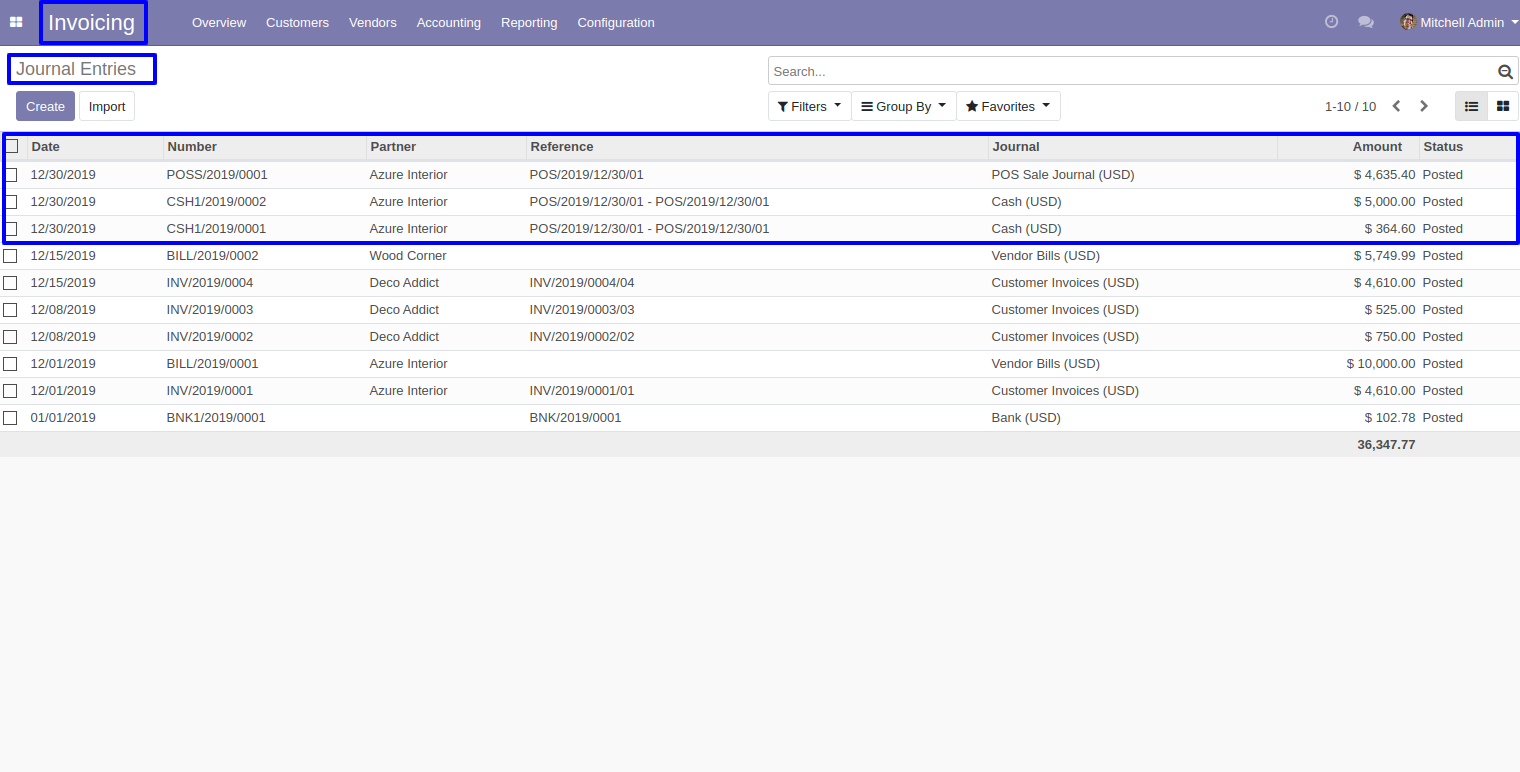 Invoicing Overview Customers Vendors Accounting Reporting Configuration Mitchell Admin
Journal Entries Search...
Create Import Filters Group By Favorites 1-10 / 10
Date Number Partner Reference Journal Amount Status
12/30/2019 POSS/2019/0001 Azure Interior POS/2019/12/30/01 POS Sale Journal (USD) $ 4,635.40 Posted
12/30/2019 CSH1/2019/0002 Azure Interior POS/2019/12/30/01 - POS/2019/12/30/01 Cash (USD) $ 5,000.00 Posted
12/30/2019 CSH1/2019/0001 Azure Interior POS/2019/12/30/01 - POS/2019/12/30/01 Cash (USD) $ 364.60 Posted
12/15/2019 BILL/2019/0002 Wood Corner Vendor Bills (USD) $ 5,749.99 Posted
12/15/2019 INV/2019/0004 Deco Addict INV/2019/0004/04 Customer Invoices (USD) $ 4,610.00 Posted
12/08/2019 INV/2019/0003 Deco Addict INV/2019/0003/03 Customer Invoices (USD) $ 525.00 Posted
12/08/2019 INV/2019/0002 Deco Addict INV/2019/0002/02 Customer Invoices (USD) $ 750.00 Posted
12/01/2019 BILL/2019/0001 Azure Interior Vendor Bills (USD) $ 10,000.00 Posted
12/01/2019 INV/2019/0001 Azure Interior INV/2019/0001/01 Customer Invoices (USD) $ 4,610.00 Posted
01/01/2019 BNK1/2019/0001 BNK/2019/0001 Bank (USD) $ 102.78 Posted
36,347.77